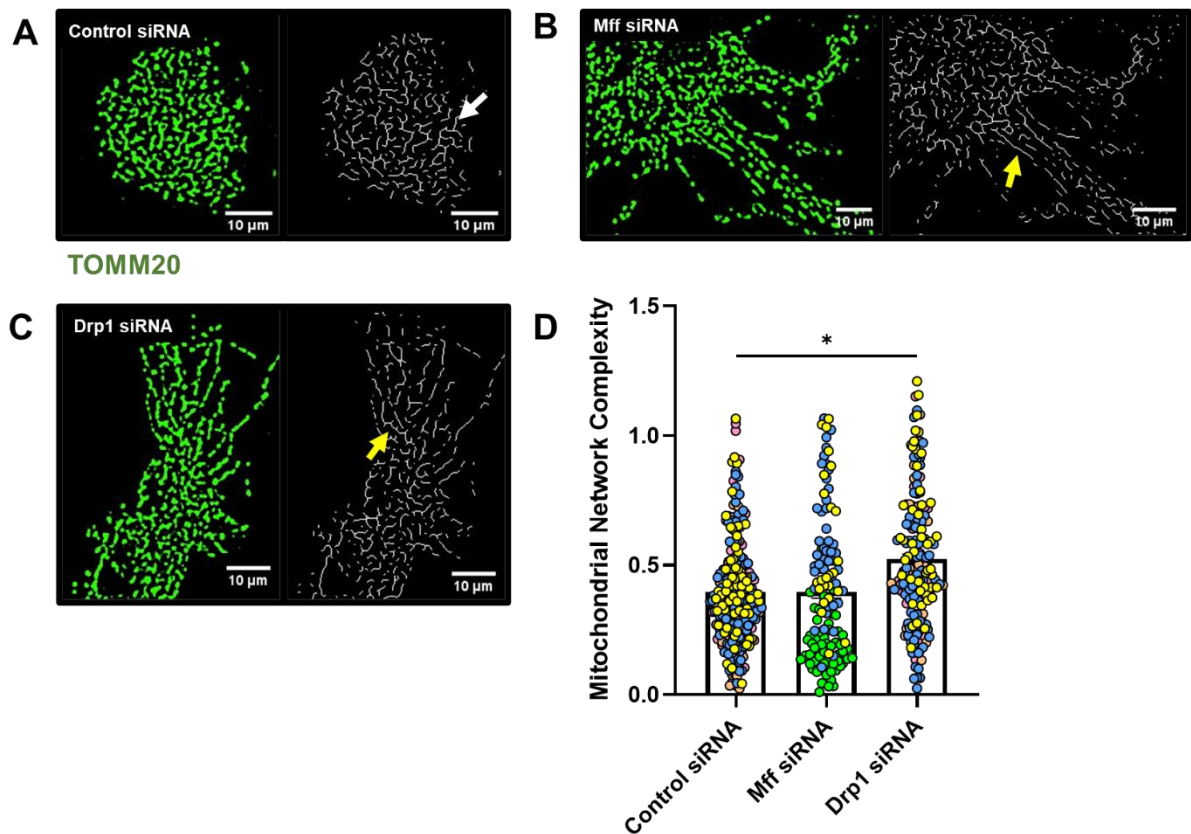 A
Control siRNA
10 µm
10 µm
B
Mff siRNA
10 µm
10 µm
TOMM20
C
Drp1 siRNA
10 µm
10 µm
D
Mitochondrial Network Complexity
1.5
1.0
0.5
0.0
*
Control siRNA
Mff siRNA
Drp1 siRNA